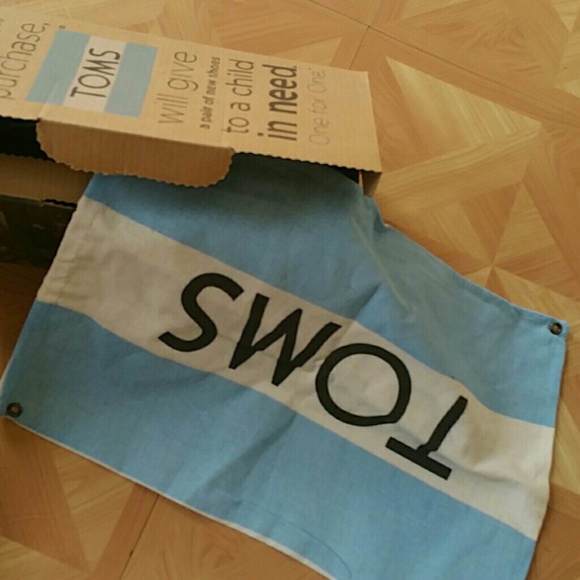 purchase,
TOMS
will give
a pair of new shoes
to a child
in need.
One for One.
TOMS